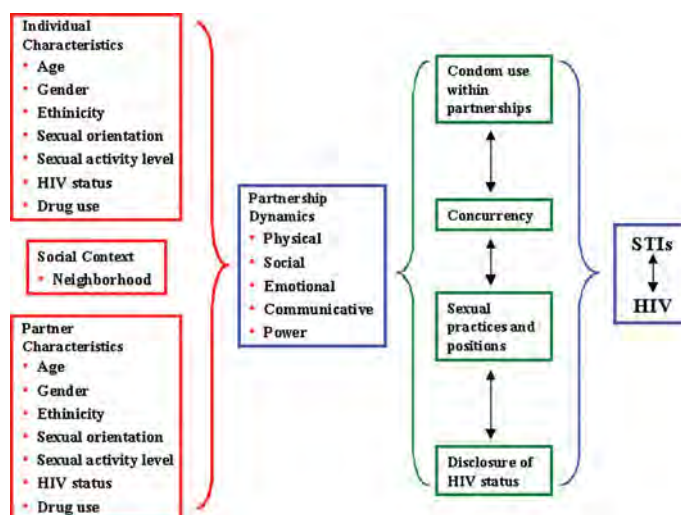 Individual
Characteristics
• Age
• Gender
• Ethinicity
• Sexual orientation
• Sexual activity level
• HIV status
• Drug use
Social Context
• Neighborhood
Partner
Characteristics
• Age
• Gender
• Ethinicity
• Sexual orientation
• Sexual activity level
• HIV status
• Drug use
Partnership
Dynamics
• Physical
• Social
• Emotional
• Communicative
• Power
Condom use
within
partnerships
Concurrency
Sexual
practices and
positions
Disclosure of
HIV status
STIs
HIV